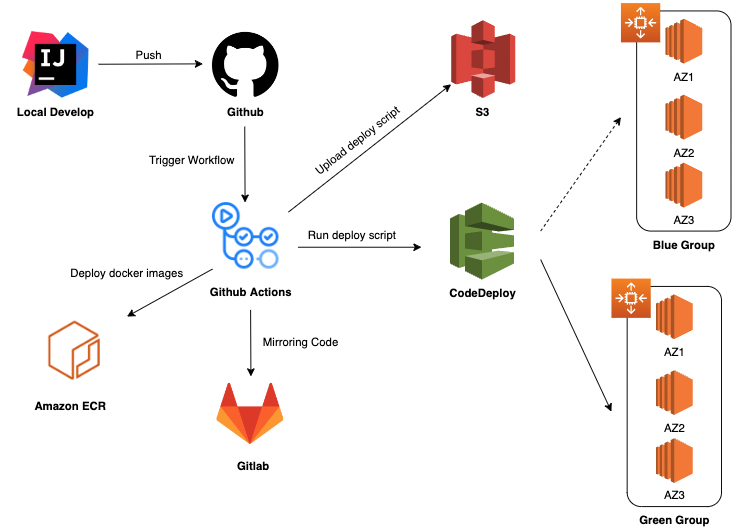 IJ
Push
Local Develop
Github
S3
AZ1
AZ2
AZ3
Blue Group
Trigger Workflow
Upload deploy script
Run deploy script
Github Actions
CodeDeploy
Deploy docker images
Mirroring Code
Amazon ECR
Gitlab
AZ1
AZ2
AZ3
Green Group